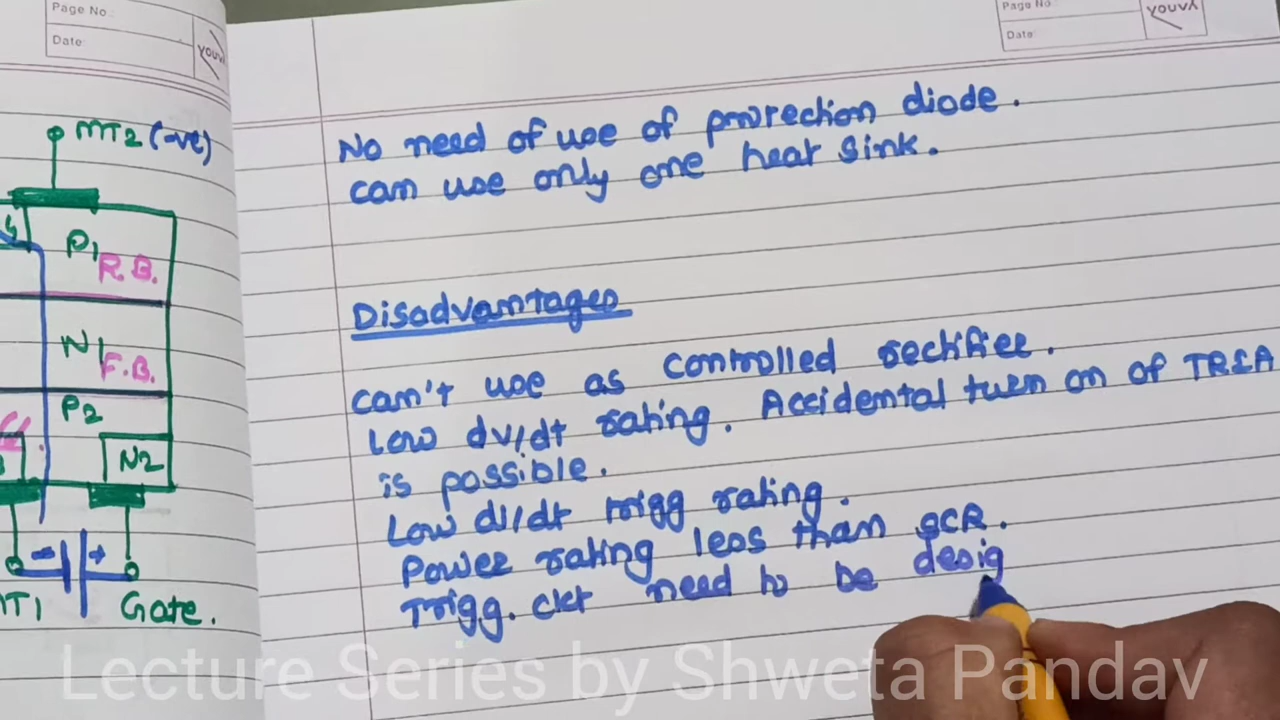 Page No.:
Date:
YOUVA
MT2 (-ve)
P1
R.B.
N1
F.B.
P2
N2
- +
MT1
Gate.
Page No.
Date:
YOUVA
No need of use of protection diode.
can use only one heat sink.
Disadvantages
can't use as controlled rectifier.
Low dv/dt rating. Accidental turn on of TRIA
is possible.
Low di/dt trigg rating.
Power rating less than SCR.
Trigg. ckt need to be desig
Lecture Series by Shweta Pandav